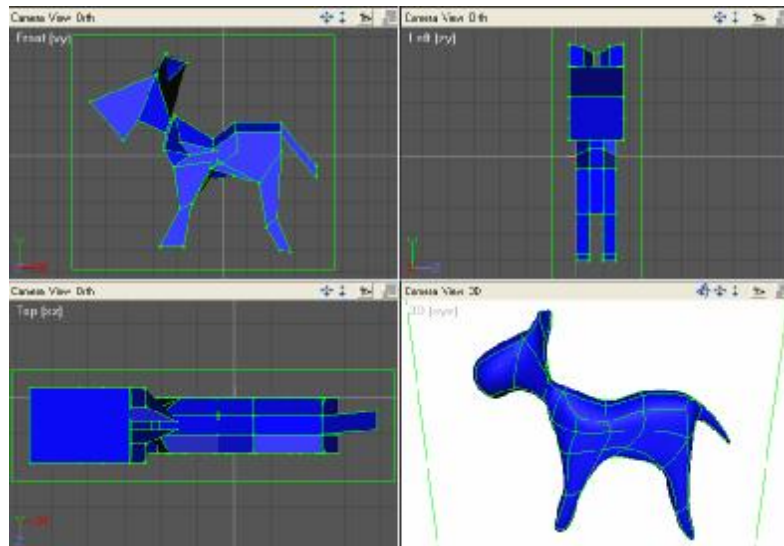 Camera View Orth
Camera View Orth
Front (xy)
Left (zy)
Camera View Orth
Camera View 3D
Top (xz)
3D (xyz)